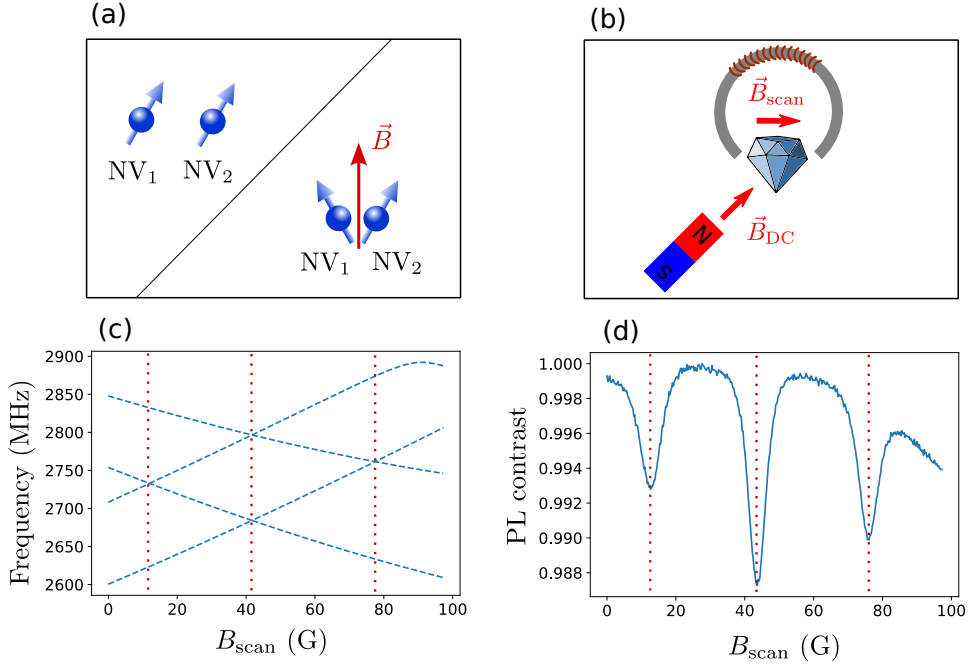 (a)
NV₁
NV₂
B⃗
NV₁
NV₂
(b)
B⃗scan
B⃗DC
N
S
(c)
Frequency (MHz)
2900
2850
2800
2750
2700
2650
2600
0 20 40 60 80 100
Bscan (G)
(d)
PL contrast
1.000
0.998
0.996
0.994
0.992
0.990
0.988
0 20 40 60 80 100
Bscan (G)